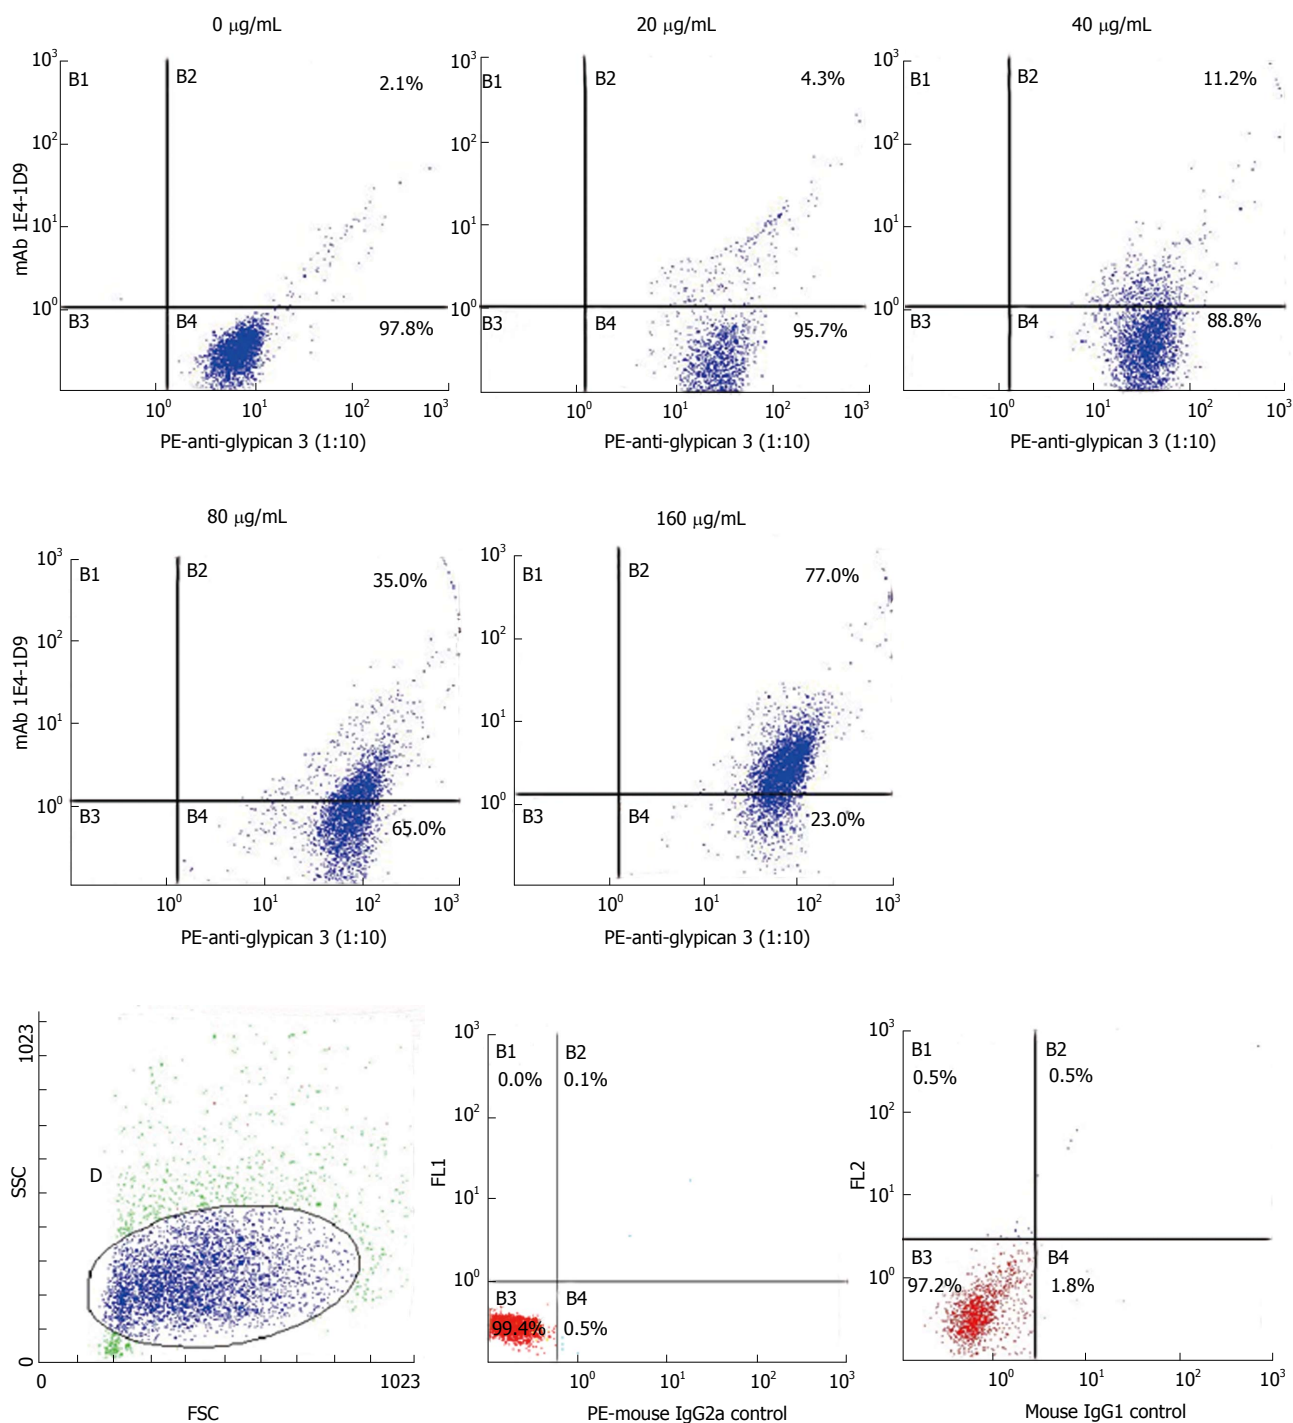 0 μg/mL
10³
B1
B2
2.1%
10²
mAb 1E4-1D9
10¹
10⁰
B3
B4
97.8%
10⁰
10¹
10²
10³
PE-anti-glypican 3 (1:10)
20 μg/mL
10³
B1
B2
4.3%
10²
10¹
10⁰
B3
B4
95.7%
10⁰
10¹
10²
10³
PE-anti-glypican 3 (1:10)
40 μg/mL
10³
B1
B2
11.2%
10²
10¹
10⁰
B3
B4
88.8%
10⁰
10¹
10²
10³
PE-anti-glypican 3 (1:10)
80 μg/mL
10³
B1
B2
35.0%
10²
mAb 1E4-1D9
10¹
10⁰
B3
B4
65.0%
10⁰
10¹
10²
10³
PE-anti-glypican 3 (1:10)
160 μg/mL
10³
B1
B2
77.0%
10²
10¹
10⁰
B3
B4
23.0%
10⁰
10¹
10²
10³
PE-anti-glypican 3 (1:10)
1023
SSC
D
0
0
1023
FSC
10³
B1
B2
0.0%
0.1%
10²
FL1
10¹
10⁰
B3
B4
99.4%
0.5%
10⁰
10¹
10²
10³
PE-mouse IgG2a control
10³
B1
B2
0.5%
0.5%
10²
FL2
10¹
B3
B4
10⁰
97.2%
1.8%
10⁰
10¹
10²
10³
Mouse IgG1 control